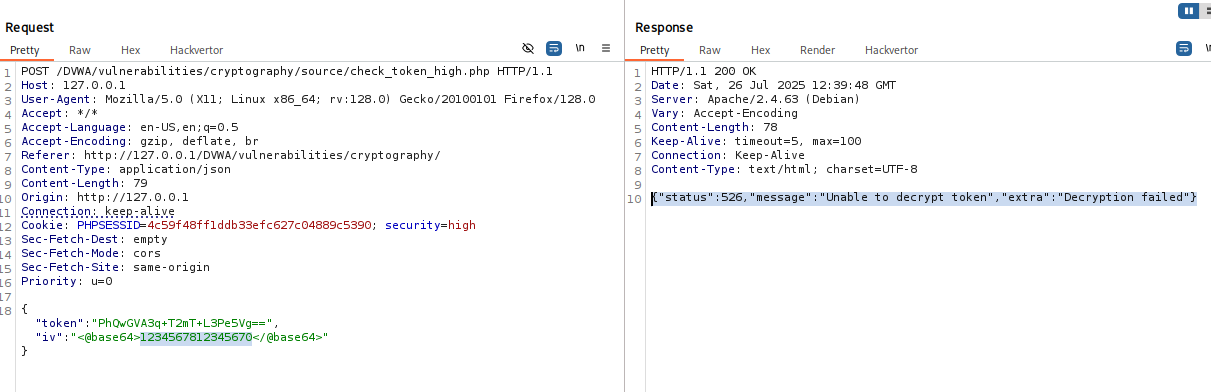 Request
Pretty Raw Hex Hackvertor \n
1 POST /DVWA/vulnerabilities/cryptography/source/check_token_high.php HTTP/1.1
2 Host: 127.0.0.1
3 User-Agent: Mozilla/5.0 (X11; Linux x86_64; rv:128.0) Gecko/20100101 Firefox/128.0
4 Accept: */*
5 Accept-Language: en-US,en;q=0.5
6 Accept-Encoding: gzip, deflate, br
7 Referer: http://127.0.0.1/DVWA/vulnerabilities/cryptography/
8 Content-Type: application/json
9 Content-Length: 79
10 Origin: http://127.0.0.1
11 Connection: keep-alive
12 Cookie: PHPSESSID=4c59f48ff1ddb33efc627c04889c5390; security=high
13 Sec-Fetch-Dest: empty
14 Sec-Fetch-Mode: cors
15 Sec-Fetch-Site: same-origin
16 Priority: u=0
17
18 {
"token":"PhQwGVA3q+T2mT+L3Pe5Vg==",
"iv":"<@base64>1234567812345670</@base64>"
}
Response
Pretty Raw Hex Render Hackvertor
1 HTTP/1.1 200 OK
2 Date: Sat, 26 Jul 2025 12:39:48 GMT
3 Server: Apache/2.4.63 (Debian)
4 Vary: Accept-Encoding
5 Content-Length: 78
6 Keep-Alive: timeout=5, max=100
7 Connection: Keep-Alive
8 Content-Type: text/html; charset=UTF-8
9
10 {"status":526,"message":"Unable to decrypt token","extra":"Decryption failed"}